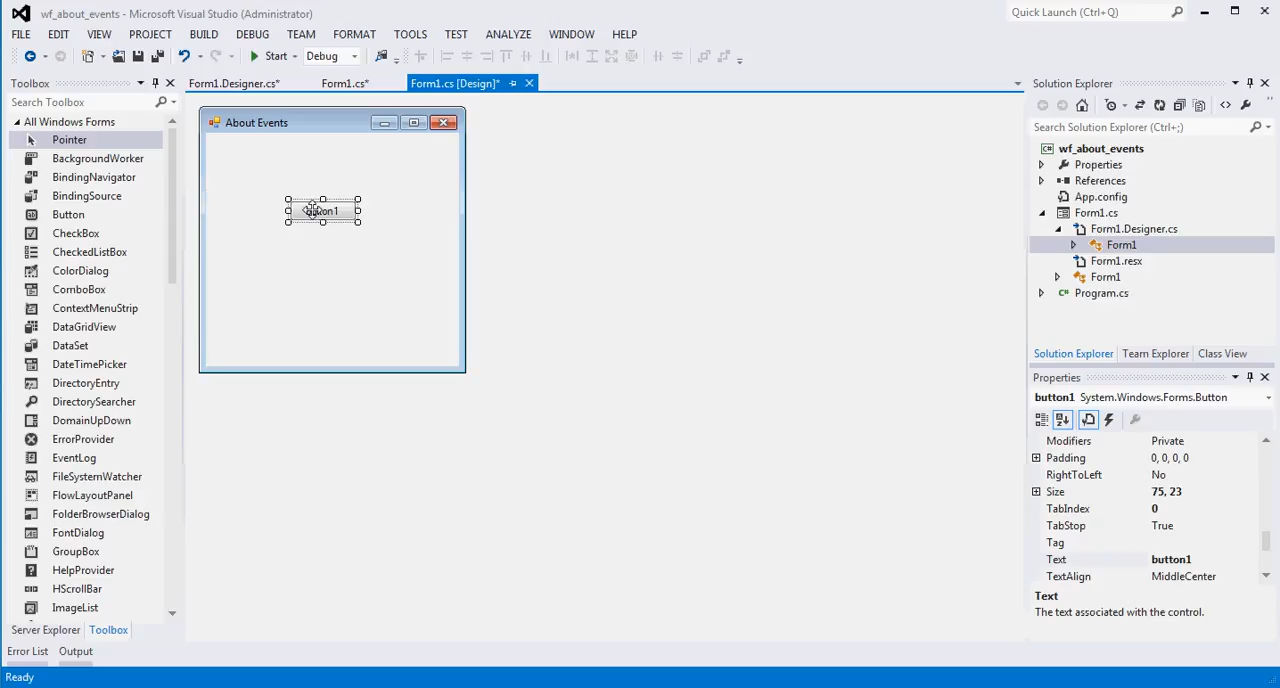 wf_about_events - Microsoft Visual Studio (Administrator)
Quick Launch (Ctrl+Q)
FILE EDIT VIEW PROJECT BUILD DEBUG TEAM FORMAT TOOLS TEST ANALYZE WINDOW HELP
Start Debug
Toolbox
Search Toolbox
All Windows Forms
Pointer
BackgroundWorker
BindingNavigator
BindingSource
Button
CheckBox
CheckedListBox
ColorDialog
ComboBox
ContextMenuStrip
DataGridView
DataSet
DateTimePicker
DirectoryEntry
DirectorySearcher
DomainUpDown
ErrorProvider
EventLog
FileSystemWatcher
FlowLayoutPanel
FolderBrowserDialog
FontDialog
GroupBox
HelpProvider
HScrollBar
ImageList
Server Explorer Toolbox
Error List Output
Ready
Form1.Designer.cs* Form1.cs* Form1.cs [Design]*
About Events
Solution Explorer
Search Solution Explorer (Ctrl+;)
wf_about_events
Properties
References
App.config
Form1.cs
Form1.Designer.cs
Form1
Form1.resx
Form1
Program.cs
Solution Explorer Team Explorer Class View
Properties
button1 System.Windows.Forms.Button
Modifiers Private
Padding 0, 0, 0, 0
RightToLeft No
Size 75, 23
TabIndex 0
TabStop True
Tag
Text button1
TextAlign MiddleCenter
Text
The text associated with the control.